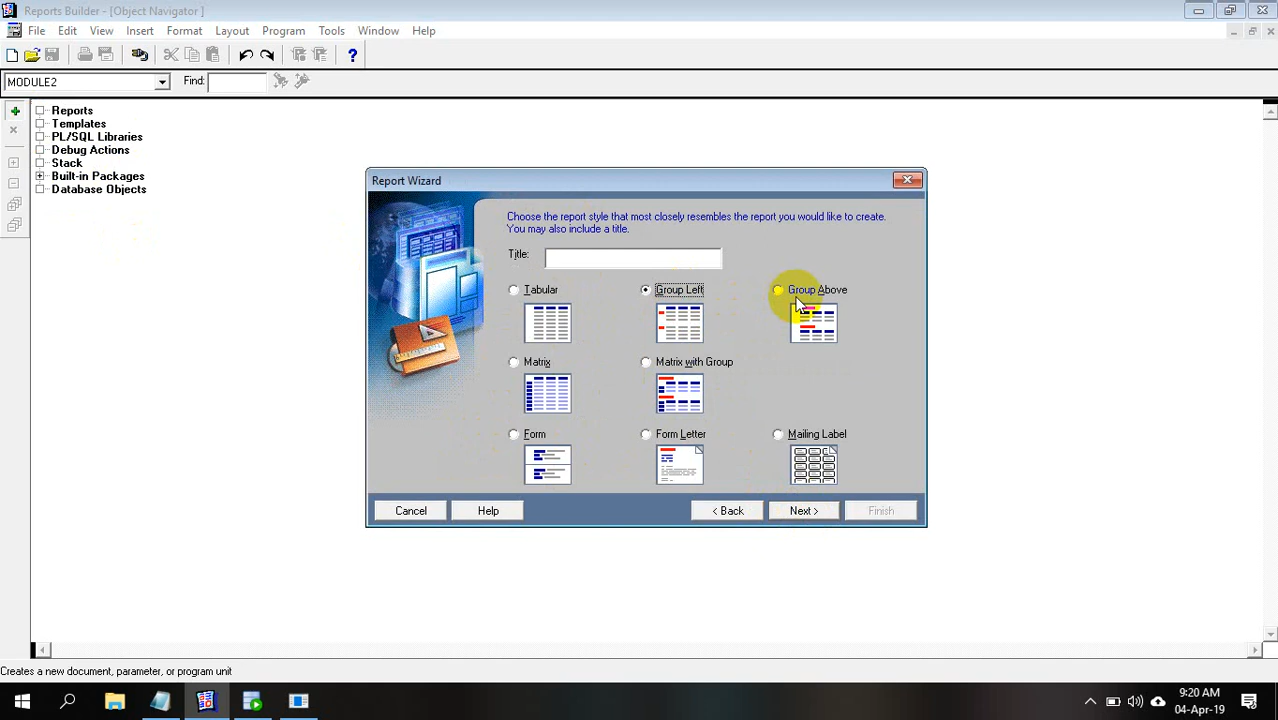 Reports Builder - [Object Navigator ]
File Edit View Insert Format Program Tools Window Help
MODULE2 Find:
Reports
Templates
PL/SQL Libraries
Debug Actions
Stack
Built-in Packages
Database Objects
Report Wizard
Choose the report style that most closely resembles the report you would like to create.
You may also include a title.
Title:
Tabular Group Left Group Above
Matrix Matrix with Group
Form Form Letter Mailing Label
Cancel Help < Back Next > Finish
Creates a new document, parameter, or program unit
9:20 AM
04-Apr-19